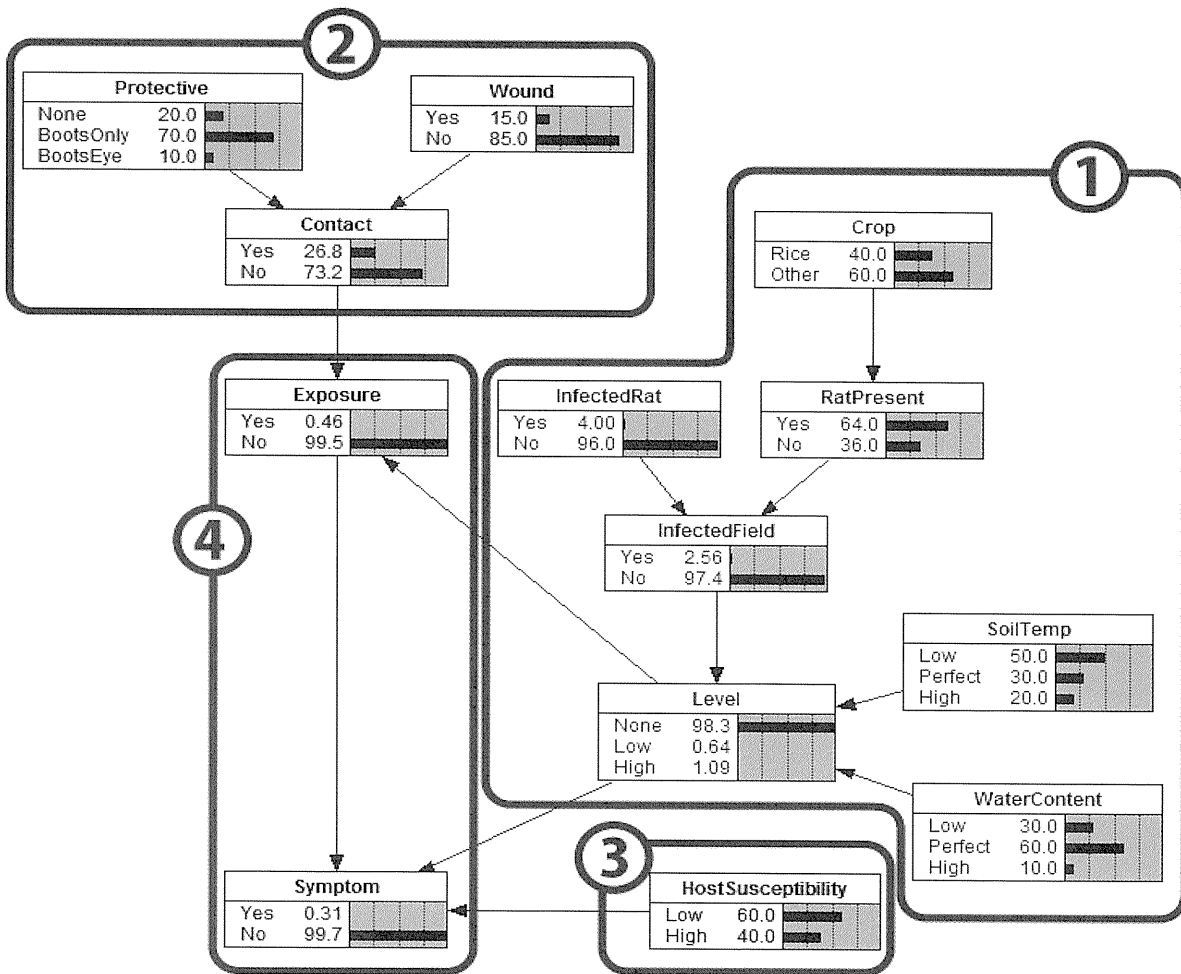 2
Protective
None 20.0
BootsOnly 70.0
BootsEye 10.0
Wound
Yes 15.0
No 85.0
Contact
Yes 26.8
No 73.2
1
Crop
Rice 40.0
Other 60.0
Exposure
Yes 0.46
No 99.5
InfectedRat
Yes 4.00
No 96.0
RatPresent
Yes 64.0
No 36.0
4
InfectedField
Yes 2.56
No 97.4
SoilTemp
Low 50.0
Perfect 30.0
High 20.0
Level
None 98.3
Low 0.64
High 1.09
WaterContent
Low 30.0
Perfect 60.0
High 10.0
3
Symptom
Yes 0.31
No 99.7
HostSusceptibility
Low 60.0
High 40.0